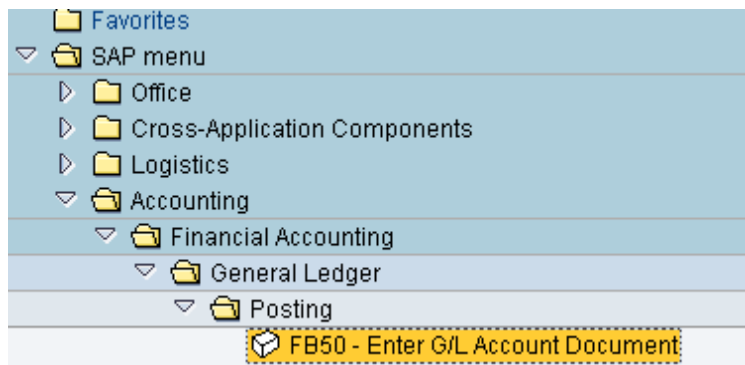 Favorites
SAP menu
Office
Cross-Application Components
Logistics
Accounting
Financial Accounting
General Ledger
Posting
FB50 - Enter G/L Account Document